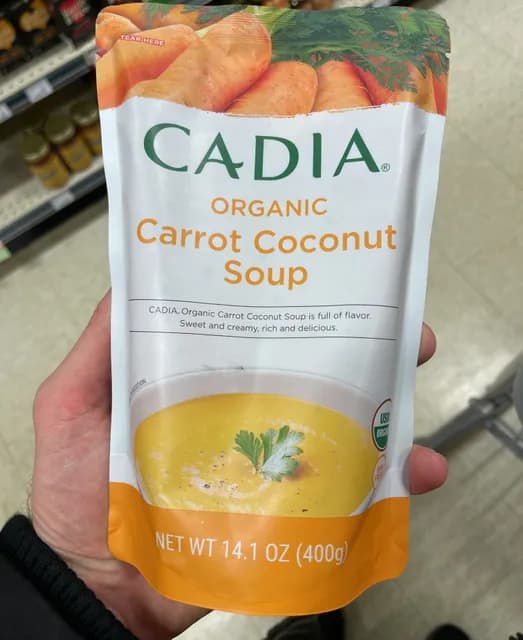 TEAR HERE
CADIA®
ORGANIC
Carrot Coconut
Soup
CADIA® Organic Carrot Coconut Soup is full of flavor.
Sweet and creamy, rich and delicious.
NET WT 14.1 OZ (400g)